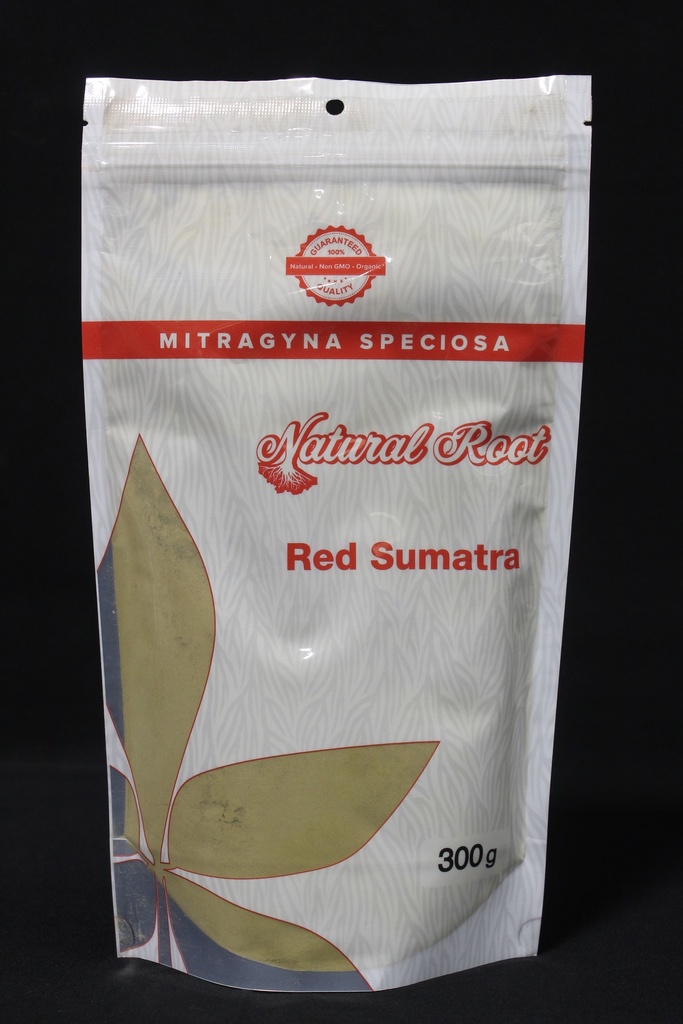 GUARANTEED
100%
Natural - Non GMO - Organic
QUALITY
MITRAGYNA SPECIOSA
Natural Root
Red Sumatra
300g